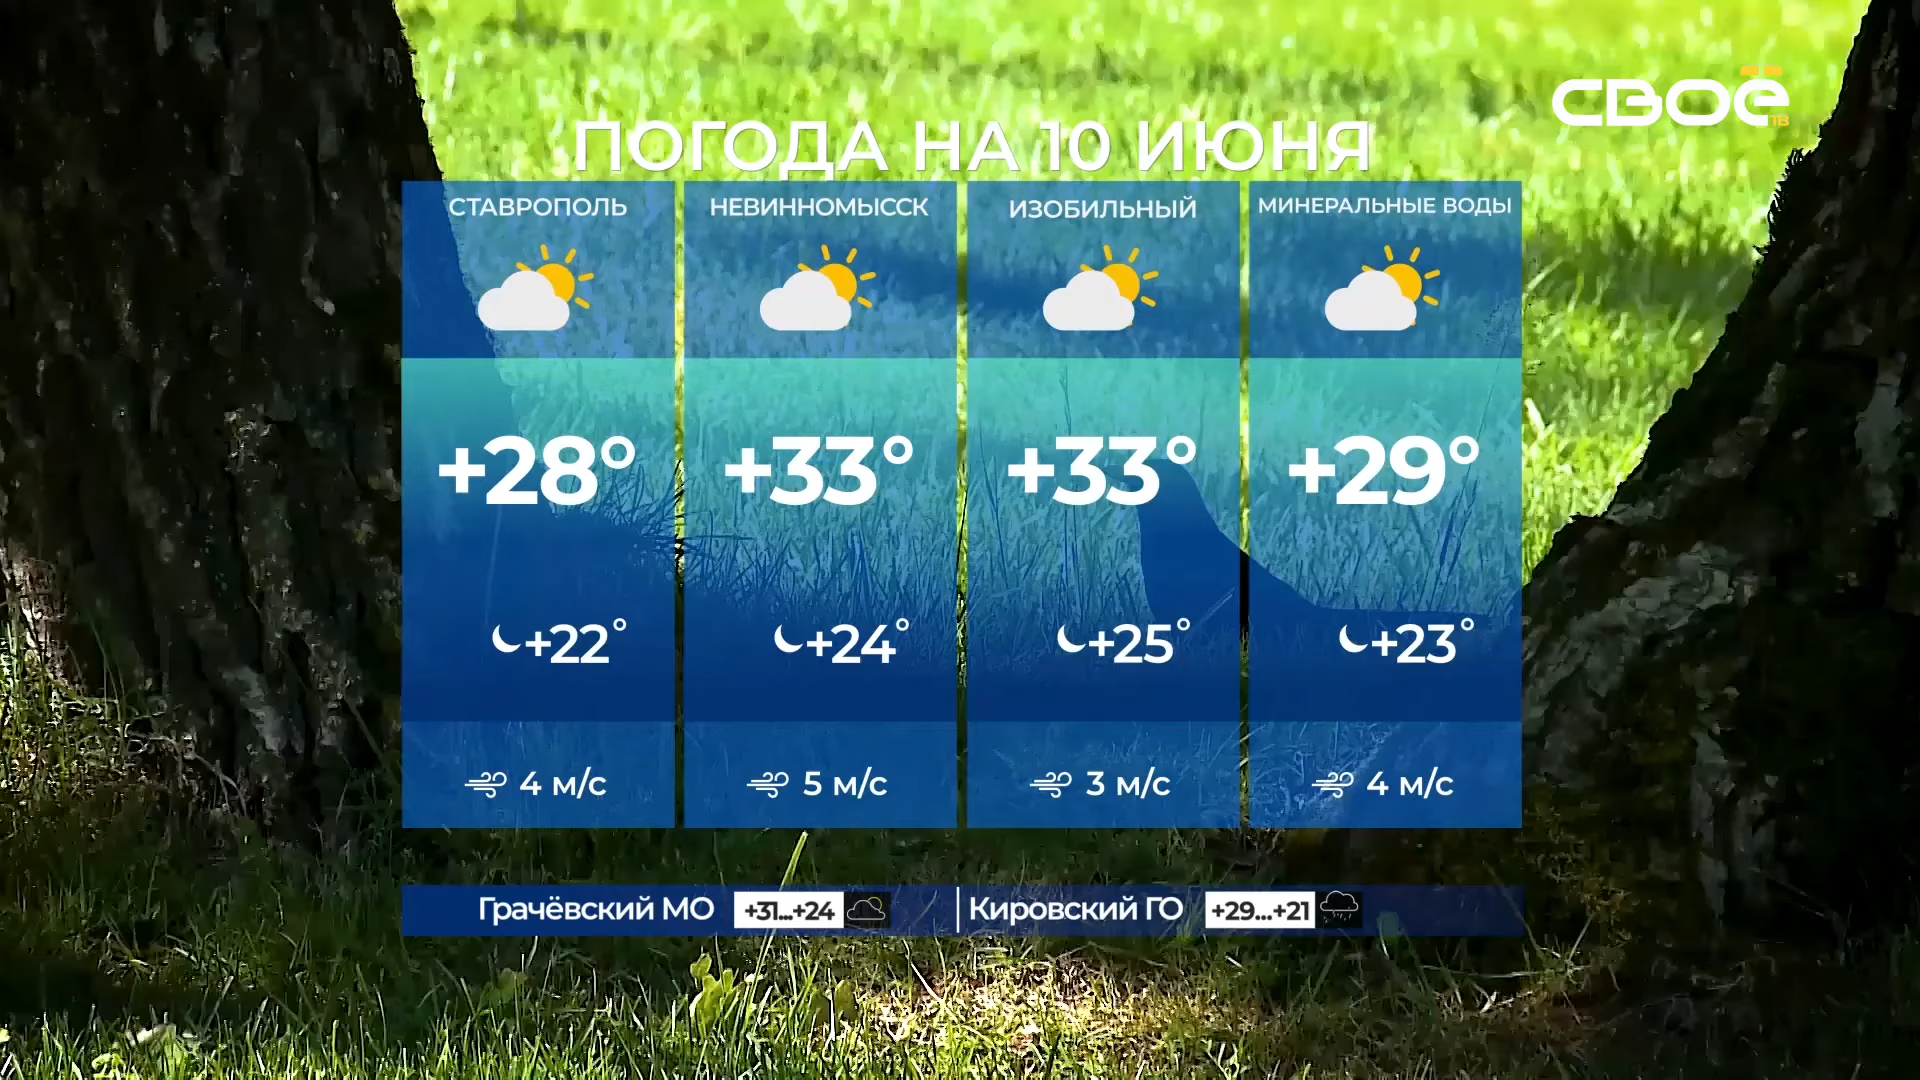 СВОЁ
ТВ
ПОГОДА НА 10 ИЮНЯ
СТАВРОПОЛЬ
+28°
+22°
4 м/с
НЕВИННОМЫССК
+33°
+24°
5 м/с
ИЗОБИЛЬНЫЙ
+33°
+25°
3 м/с
МИНЕРАЛЬНЫЕ ВОДЫ
+29°
+23°
4 м/с
Грачёвский МО +31...+24
Кировский ГО +29...+21